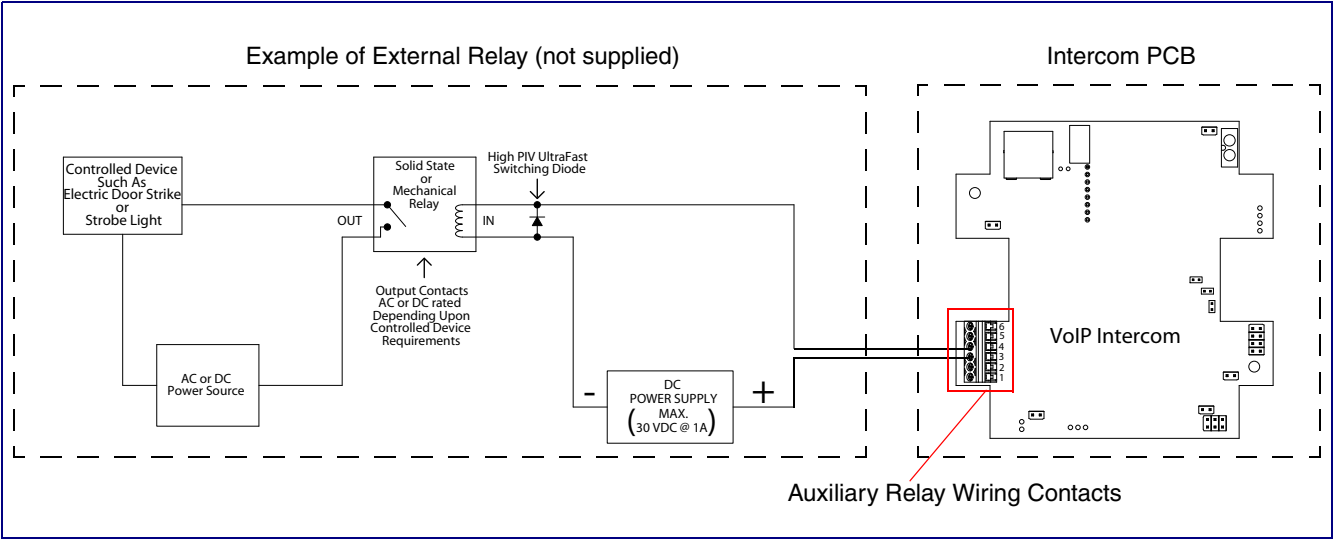 Example of External Relay (not supplied)
Intercom PCB
Controlled Device
Such As
Electric Door Strike
or
Strobe Light
Solid State
or
Mechanical
Relay
OUT
IN
High PIV UltraFast
Switching Diode
Output Contacts
AC or DC rated
Depending Upon
Controlled Device
Requirements
AC or DC
Power Source
-
DC
POWER SUPPLY
MAX.
(30 VDC @ 1A)
+
6
5
4
3
2
1
VoIP Intercom
Auxiliary Relay Wiring Contacts